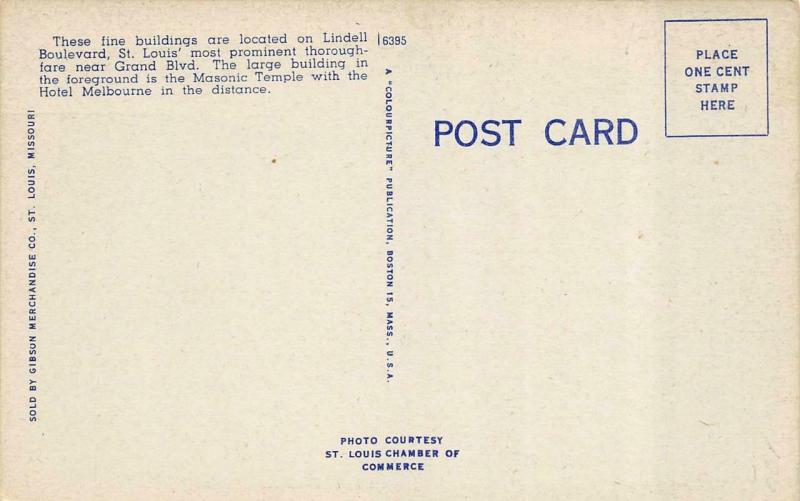 These fine buildings are located on Lindell
Boulevard, St. Louis' most prominent thorough-
fare near Grand Blvd. The large building in
the foreground is the Masonic Temple with the
Hotel Melbourne in the distance.
16395
SOLD BY GIBSON MERCHANDISE CO., ST. LOUIS, MISSOURI
A "COLOURPICTURE" PUBLICATION, BOSTON 15, MASS., U.S.A.
POST CARD
PLACE
ONE CENT
STAMP
HERE
PHOTO COURTESY
ST. LOUIS CHAMBER OF
COMMERCE